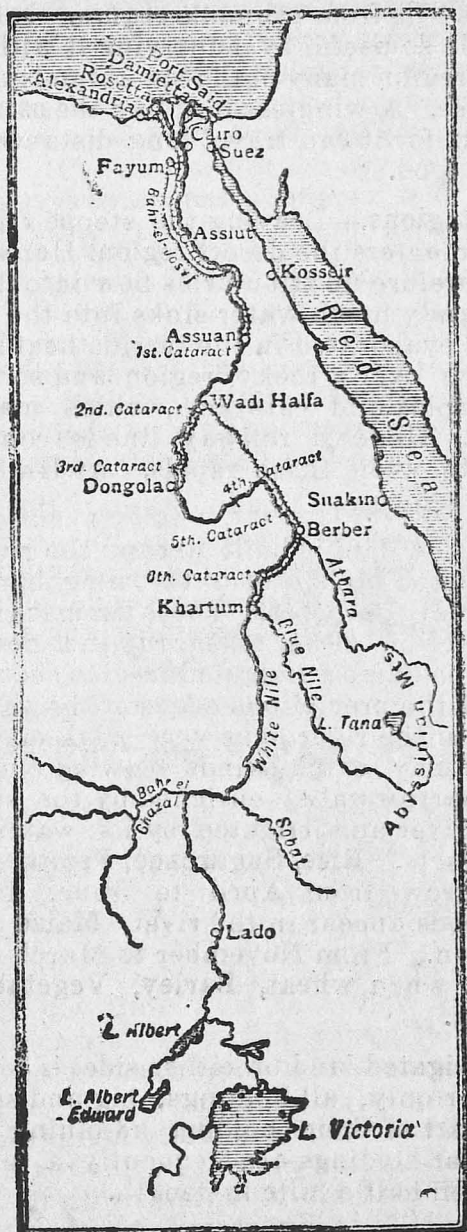 Port Said
Damietta
Rosetta
Alexandria
Cairo
Suez
Fayum
Bahr-el-Yusof
Assiut
Kosseir
Red Sea
Assuan
1st. Cataract
2nd. Cataract
Wadi Halfa
3rd. Cataract
4th. Cataract
Dongola
Suakin
5th. Cataract
Berber
6th. Cataract
Atbara
Khartum
Blue Nile
Abyssinian Mts.
L. Tana
White Nile
Bahr el
Ghazal
Sobat
Lado
L. Albert
L. Albert
-Edward
L. Victoria